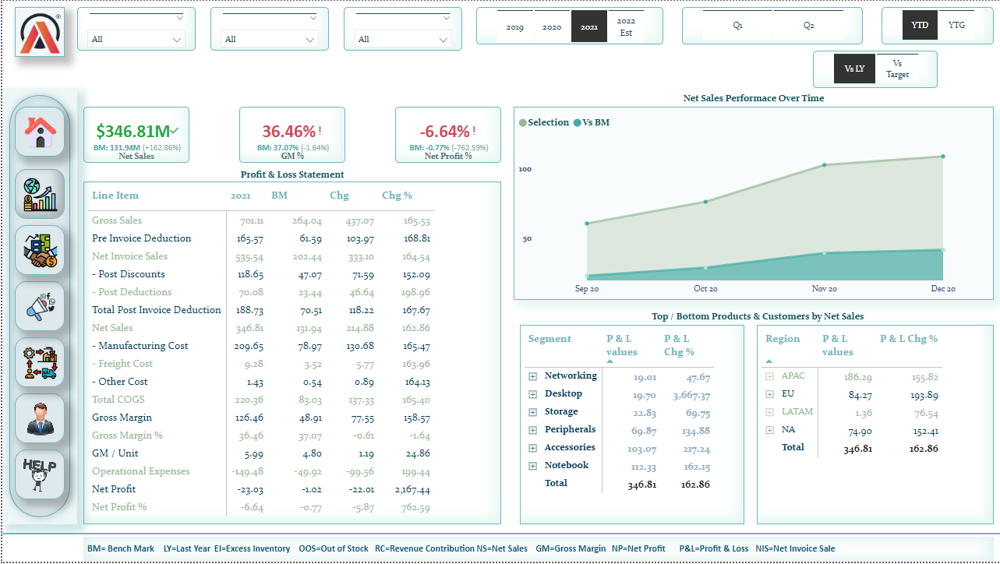 ®
All
All
All
2019 2020 2021 2022 Est
Q1 Q2
YTD YTG
Vs LY Vs Target
$346.81M
BM: 131.94M (+162.86%)
Net Sales
36.46% !
BM: 37.07% (-1.64%)
GM %
-6.64% !
BM: -0.77% (-762.59%)
Net Profit %
Profit & Loss Statement
Line Item 2021 BM Chg Chg %
Gross Sales 701.11 264.04 437.07 165.53
Pre Invoice Deduction 165.57 61.59 103.97 168.81
Net Invoice Sales 535.54 202.44 333.10 164.54
- Post Discounts 118.65 47.07 71.59 152.09
- Post Deductions 70.08 23.44 46.64 198.96
Total Post Invoice Deduction 188.73 70.51 118.22 167.67
Net Sales 346.81 131.94 214.88 162.86
- Manufacturing Cost 209.65 78.97 130.68 165.47
- Freight Cost 9.28 3.52 5.77 163.96
- Other Cost 1.43 0.54 0.89 164.13
Total COGS 220.36 83.03 137.33 165.40
Gross Margin 126.46 48.91 77.55 158.57
Gross Margin % 36.46 37.07 -0.61 -1.64
GM / Unit 5.99 4.80 1.19 24.86
Operational Expenses -149.48 -49.92 -99.56 199.44
Net Profit -23.03 -1.02 -22.01 2,167.44
Net Profit % -6.64 -0.77 -5.87 762.59
Net Sales Performace Over Time
Selection Vs BM
100
50
Sep 20 Oct 20 Nov 20 Dec 20
Top / Bottom Products & Customers by Net Sales
Segment P & L values P & L Chg %
Networking 19.01 47.67
Desktop 19.70 3,667.37
Storage 22.83 69.75
Peripherals 69.87 134.88
Accessories 103.07 217.24
Notebook 112.33 162.15
Total 346.81 162.86
Region P & L values P & L Chg %
APAC 186.29 155.82
EU 84.27 193.89
LATAM 1.36 76.54
NA 74.90 152.41
Total 346.81 162.86
HELP
BM= Bench Mark LY=Last Year EI=Excess Inventory OOS=Out of Stock RC=Revenue Contribution NS=Net Sales GM=Gross Margin NP=Net Profit P&L=Profit & Loss NIS=Net Invoice Sale